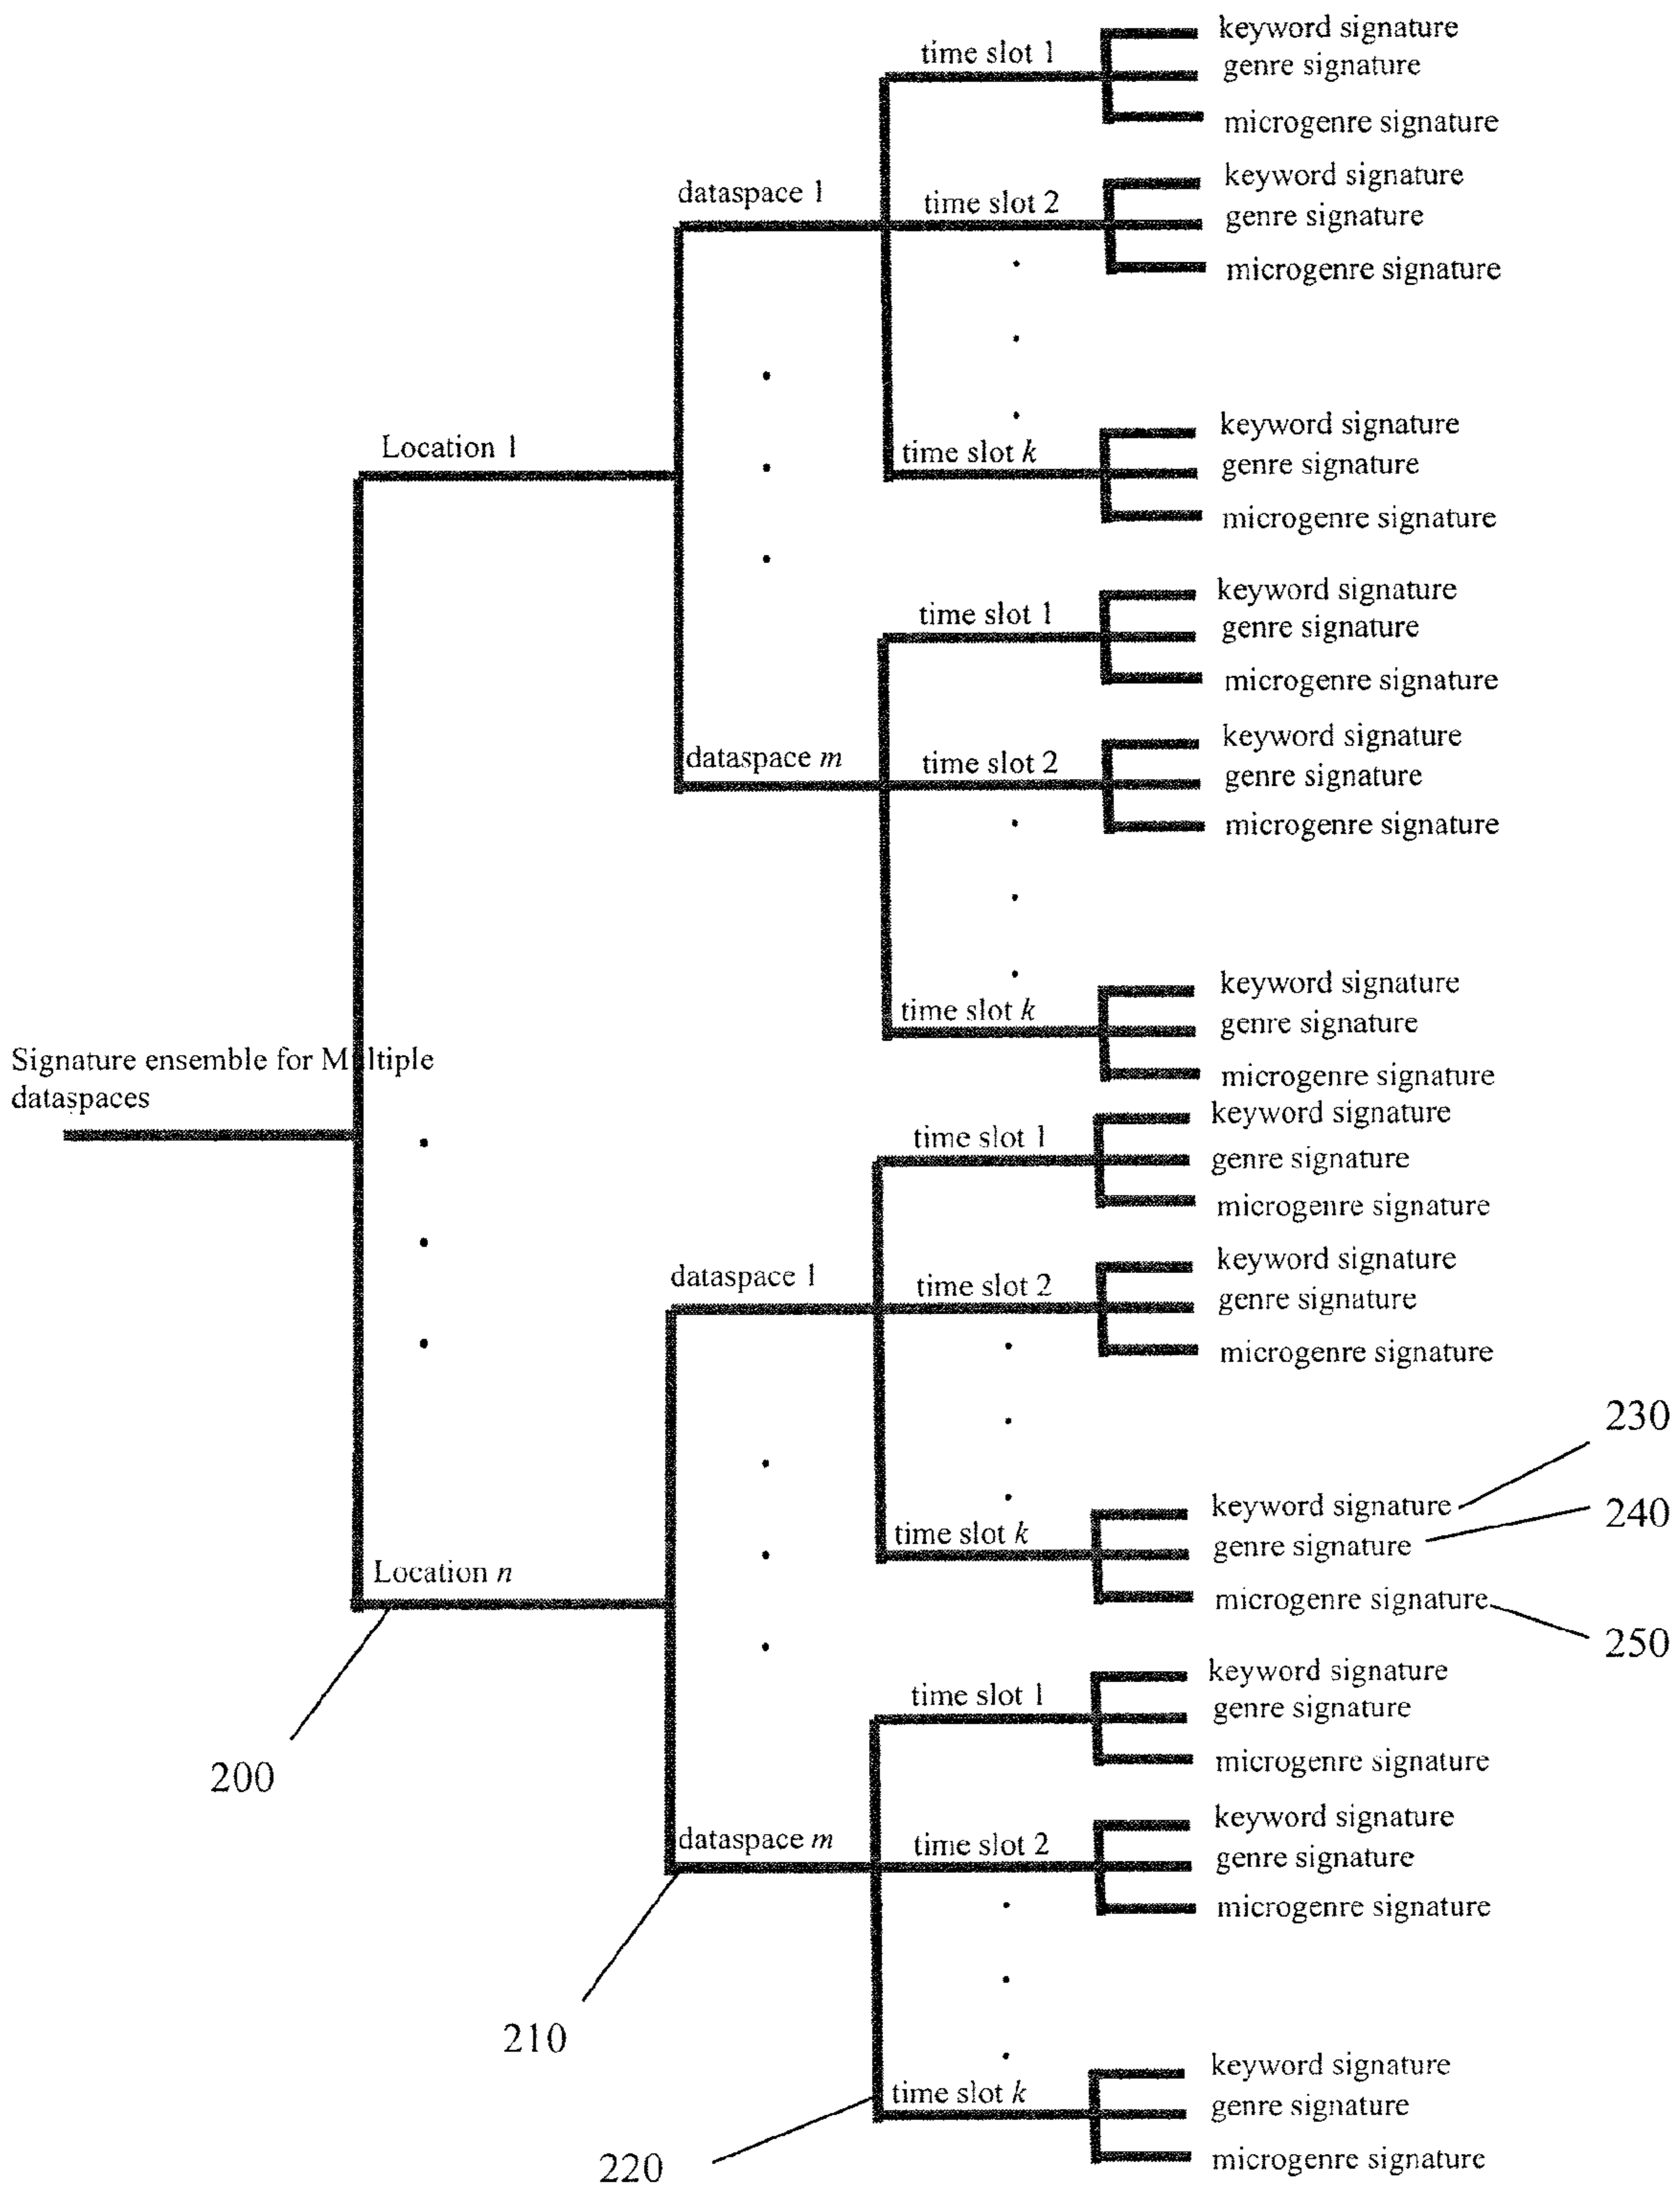 keyword signature
time slot 1
genre signature
microgenre signature
keyword signature
dataspace 1
time slot 2
genre signature
microgenre signature
keyword signature
Location 1
time slot k
genre signature
microgenre signature
keyword signature
time slot 1
genre signature
microgenre signature
keyword signature
dataspace m
time slot 2
genre signature
microgenre signature
keyword signature
time slot k
genre signature
microgenre signature
Signature ensemble for Multiple
dataspaces
keyword signature
time slot 1
genre signature
microgenre signature
keyword signature
dataspace 1
time slot 2
genre signature
microgenre signature
230
keyword signature
240
time slot k
genre signature
Location n
microgenre signature
250
keyword signature
time slot 1
genre signature
microgenre signature
200
keyword signature
dataspace m
time slot 2
genre signature
microgenre signature
210
keyword signature
time slot k
genre signature
microgenre signature
220